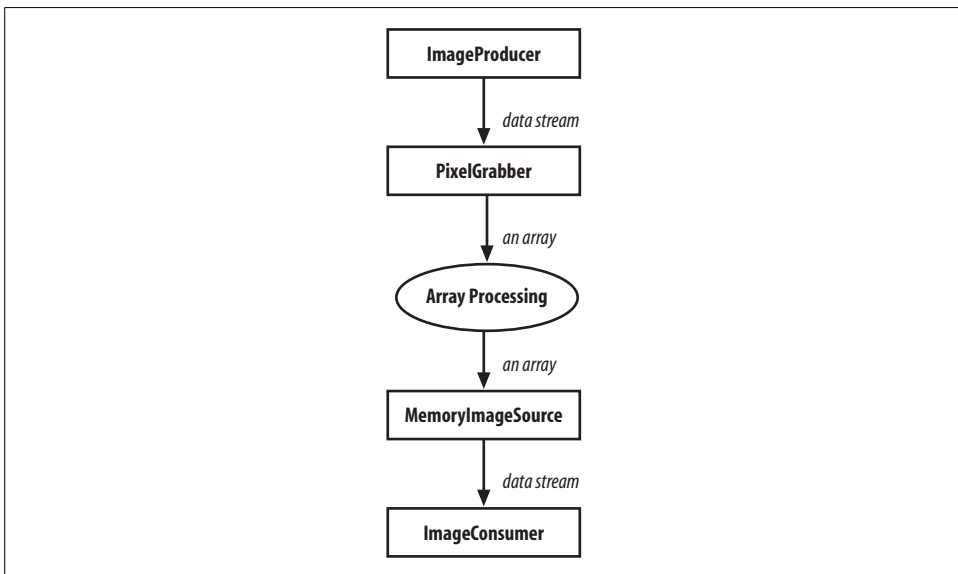 ImageProducer
data stream
PixelGrabber
an array
Array Processing
an array
MemoryImageSource
data stream
ImageConsumer